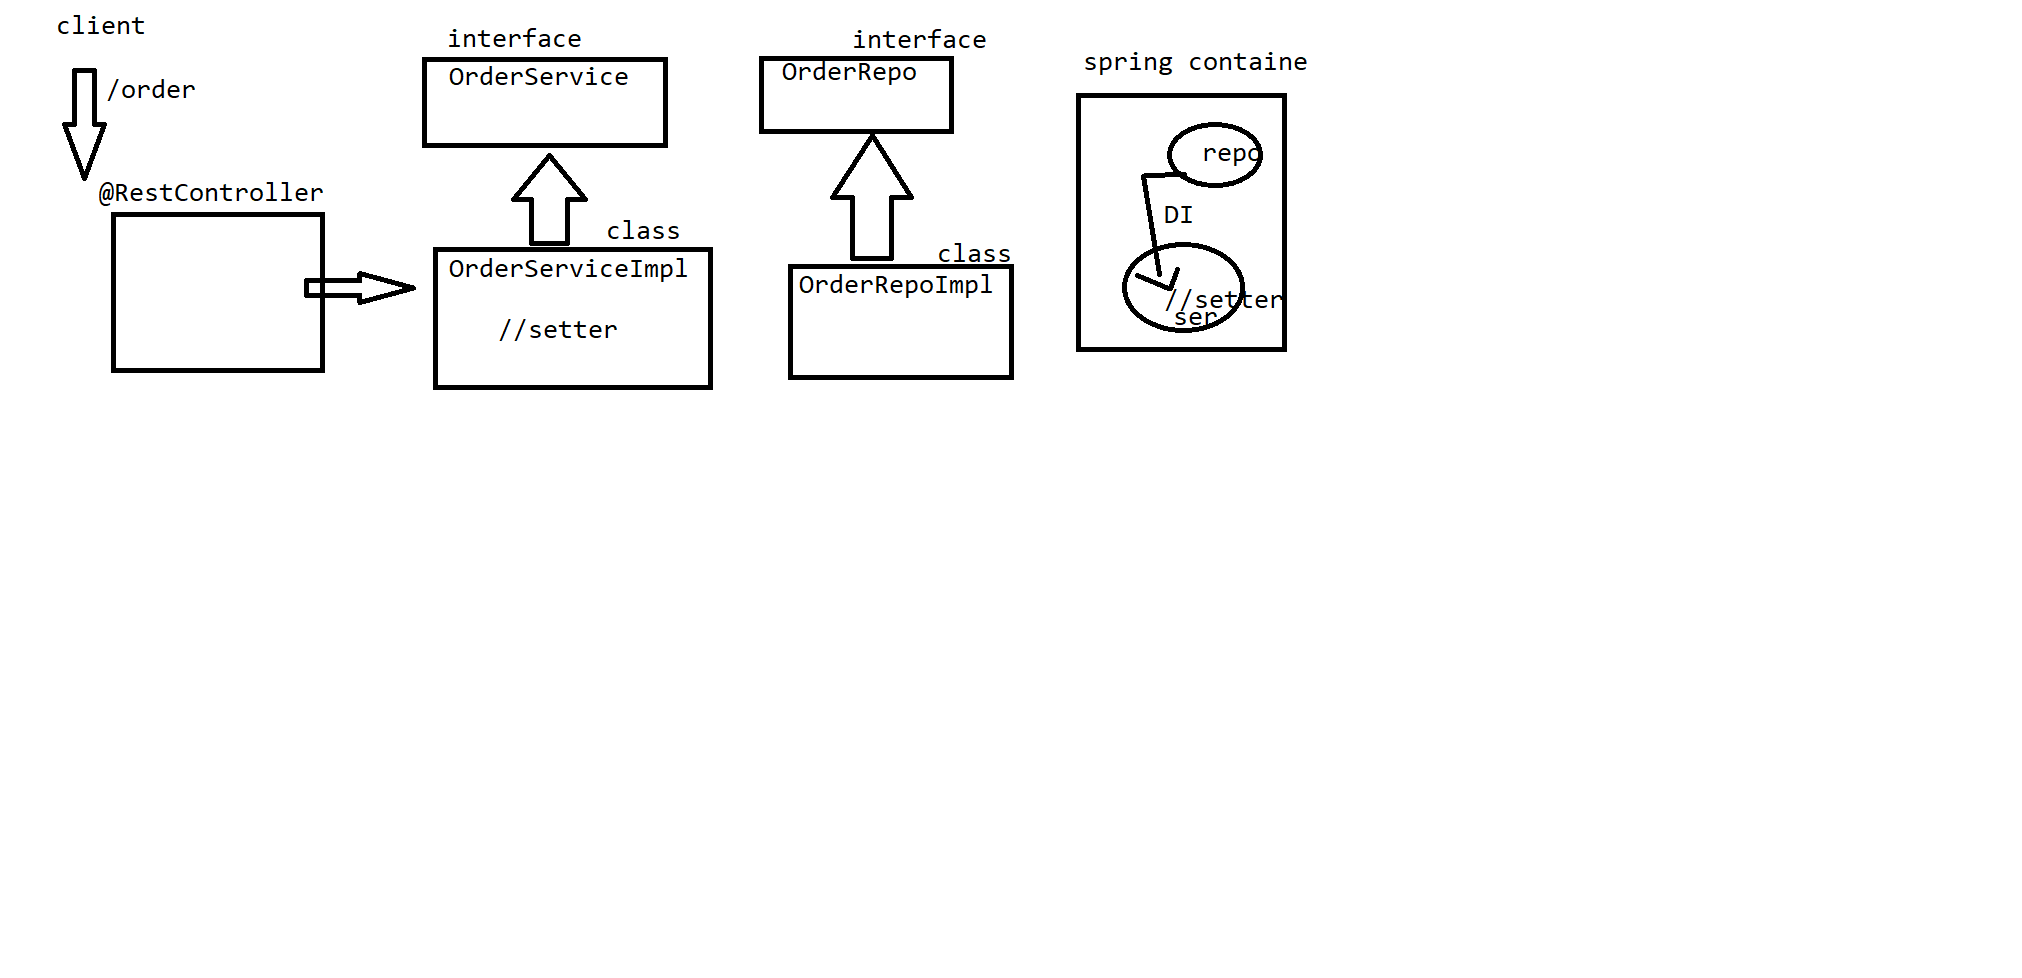 client
/order
@RestController
interface
OrderService
class
OrderServiceImpl
//setter
interface
OrderRepo
class
OrderRepoImpl
spring containe
repo
DI
//setter
ser